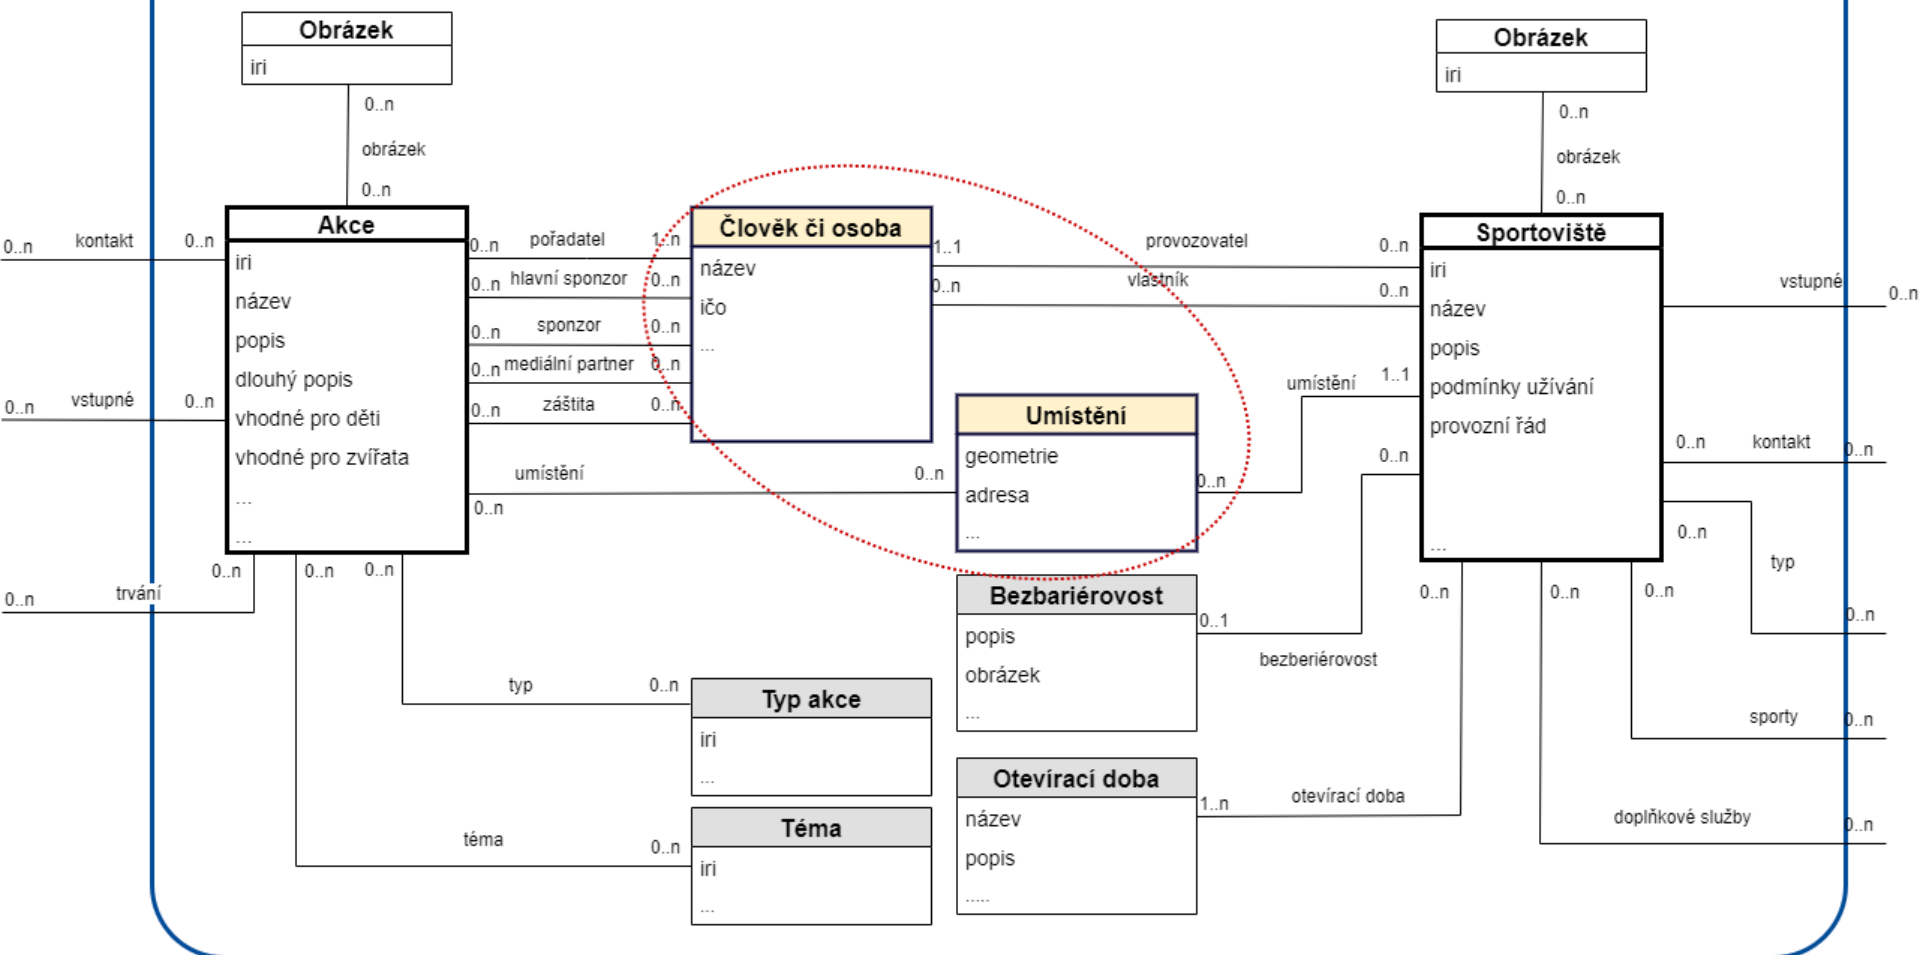 Obrázek
iri
0..n
obrázek
0..n
Obrázek
iri
0..n
obrázek
0..n
0..n
kontakt
0..n
0..n
vstupné
0..n
0..n
trvání
0..n
Akce
iri
název
popis
dlouhý popis
vhodné pro děti
vhodné pro zvířata
...
...
0..n
pořadatel
1..n
0..n
hlavní sponzor
0..n
0..n
sponzor
0..n
0..n
mediální partner
0..n
0..n
záštita
0..n
umístění
0..n
0..n
Člověk či osoba
název
ičo
...
1..1
provozovatel
0..n
0..n
vlastník
0..n
Umístění
geometrie
adresa
...
0..n
umístění
1..1
Sportoviště
iri
název
popis
podmínky užívání
provozní řád
...
vstupné
0..n
0..n
kontakt
0..n
0..n
typ
0..n
0..n
sporty
0..n
0..n
doplňkové služby
0..n
Bezbariérovost
popis
obrázek
...
0..1
bezberiérovost
0..n
Otevírací doba
název
popis
.....
1..n
otevírací doba
0..n
0..n
typ
0..n
Typ akce
iri
...
0..n
téma
0..n
Téma
iri
...